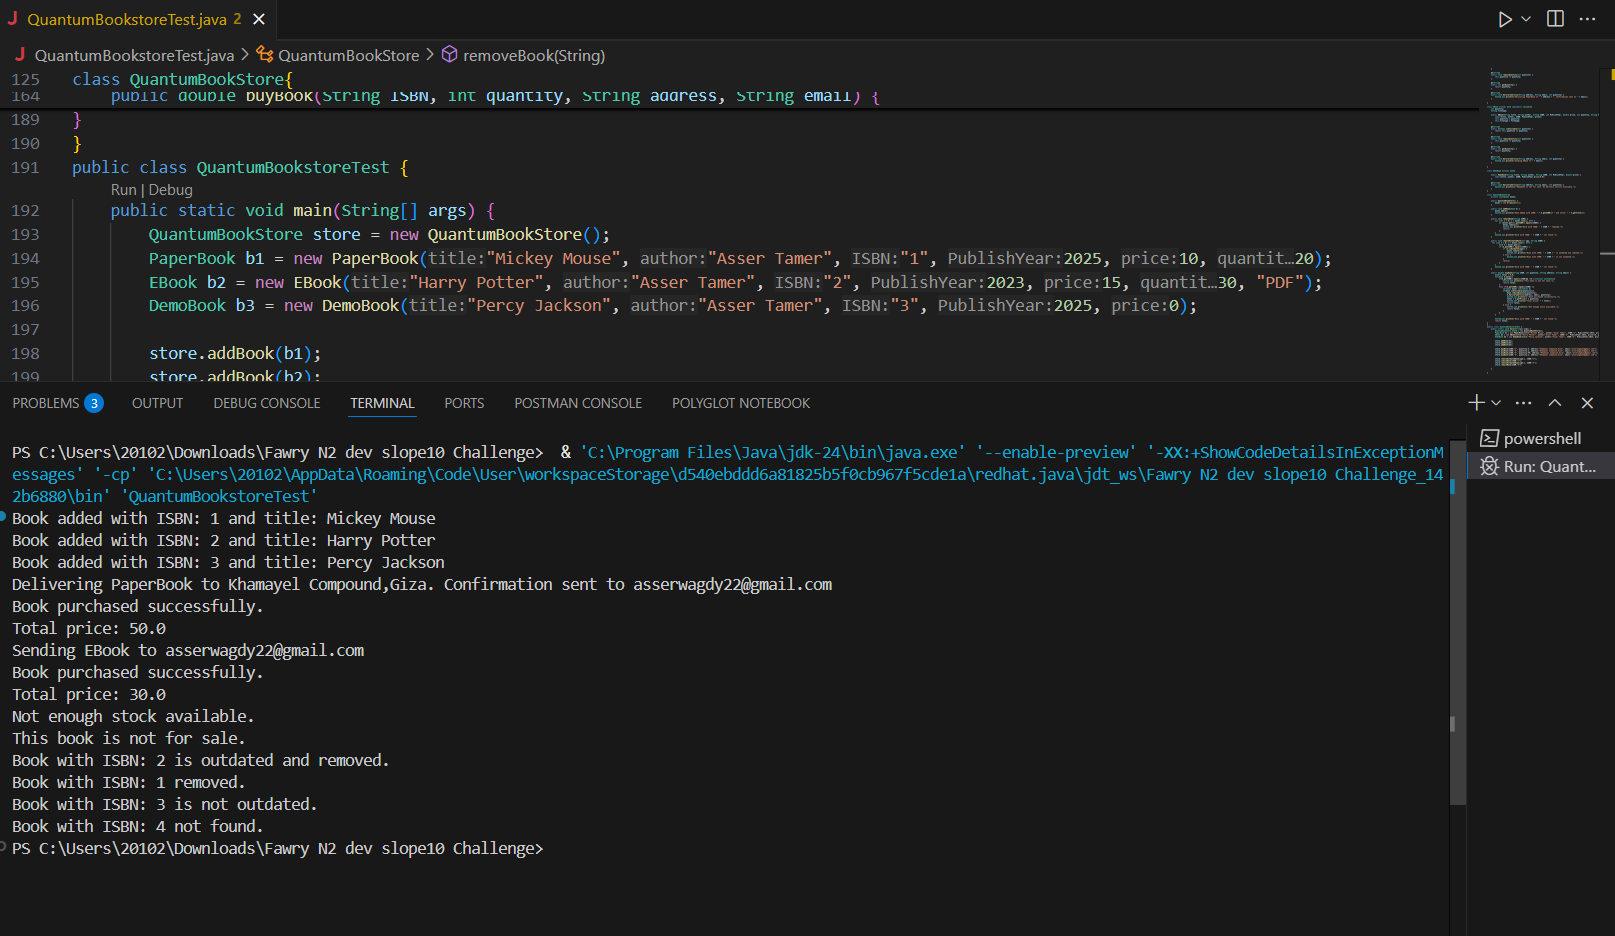 QuantumBookstoreTest.java 2
QuantumBookstoreTest.java > QuantumBookStore > removeBook(String)
125 class QuantumBookStore{
164 public double buyBook(String ISBN, int quantity, String address, String email) {
189 }
190 }
191 public class QuantumBookstoreTest {
Run | Debug
192 public static void main(String[] args) {
193 QuantumBookStore store = new QuantumBookStore();
194 PaperBook b1 = new PaperBook(title:"Mickey Mouse", author:"Asser Tamer", ISBN:"1", PublishYear:2025, price:10, quantit…20);
195 EBook b2 = new EBook(title:"Harry Potter", author:"Asser Tamer", ISBN:"2", PublishYear:2023, price:15, quantit…30, "PDF");
196 DemoBook b3 = new DemoBook(title:"Percy Jackson", author:"Asser Tamer", ISBN:"3", PublishYear:2025, price:0);
197
198 store.addBook(b1);
199 store.addBook(b2);
PROBLEMS 3 OUTPUT DEBUG CONSOLE TERMINAL PORTS POSTMAN CONSOLE POLYGLOT NOTEBOOK
powershell
Run: Quant...
PS C:\Users\20102\Downloads\Fawry N2 dev slope10 Challenge>  & 'C:\Program Files\Java\jdk-24\bin\java.exe' '--enable-preview' '-XX:+ShowCodeDetailsInExceptionM
essages' '-cp' 'C:\Users\20102\AppData\Roaming\Code\User\workspaceStorage\d540ebddd6a81825b5f0cb967f5cde1a\redhat.java\jdt_ws\Fawry N2 dev slope10 Challenge_14
2b6880\bin' 'QuantumBookstoreTest'
Book added with ISBN: 1 and title: Mickey Mouse
Book added with ISBN: 2 and title: Harry Potter
Book added with ISBN: 3 and title: Percy Jackson
Delivering PaperBook to Khamayel Compound,Giza. Confirmation sent to asserwagdy22@gmail.com
Book purchased successfully.
Total price: 50.0
Sending EBook to asserwagdy22@gmail.com
Book purchased successfully.
Total price: 30.0
Not enough stock available.
This book is not for sale.
Book with ISBN: 2 is outdated and removed.
Book with ISBN: 1 removed.
Book with ISBN: 3 is not outdated.
Book with ISBN: 4 not found.
PS C:\Users\20102\Downloads\Fawry N2 dev slope10 Challenge>